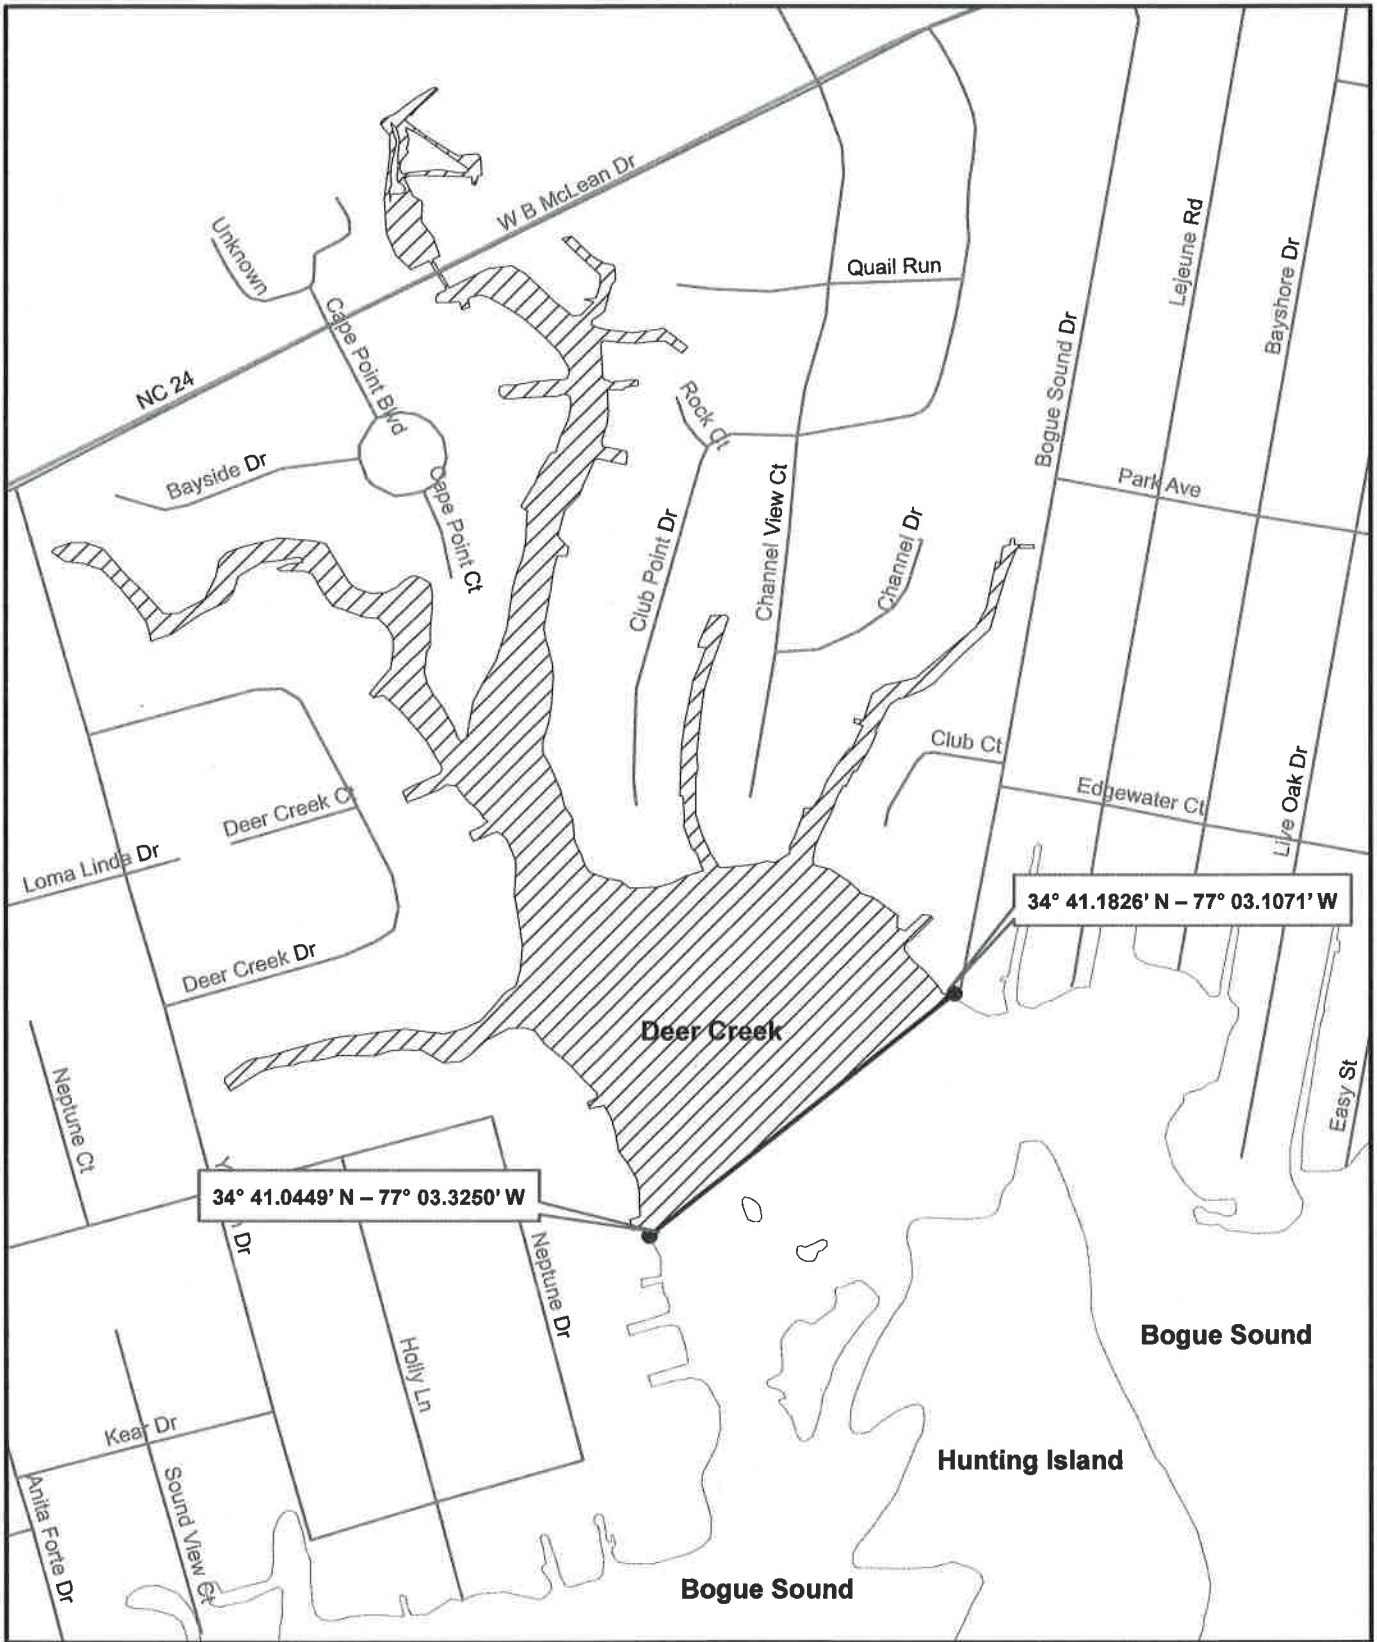 W B McLean Dr
Unknown
Quail Run
Lejeune Rd
Bayshore Dr
Cape Point Blvd
NC 24
Bogue Sound Dr
Rock Ct
Bayside Dr
Cape Point Ct
Park Ave
Club Point Dr
Channel View Ct
Channel Dr
Club Ct
Edgewater Ct
Live Oak Dr
Deer Creek Ct
Loma Linda Dr
34° 41.1826' N – 77° 03.1071' W
Deer Creek Dr
Deer Creek
Neptune Ct
Easy St
34° 41.0449' N – 77° 03.3250' W
Dr
Neptune Dr
Bogue Sound
Holly Ln
Kear Dr
Hunting Island
Sound View Ct
Anita Forte Dr
Bogue Sound